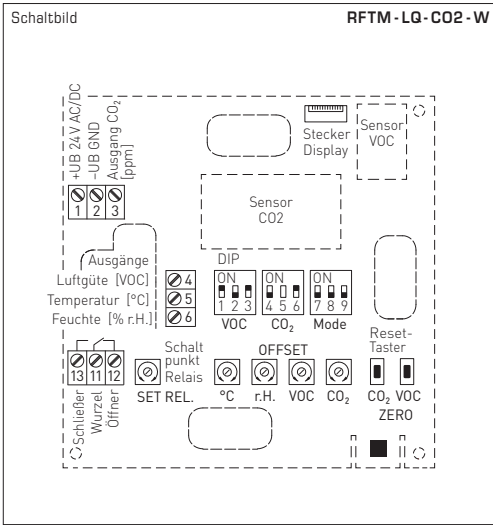 Schaltbild
RFTM-LQ-CO2-W
+UB 24V AC/DC
–UB GND
Ausgang CO₂
[ppm]
1 2 3
Stecker
Display
Sensor
VOC
Sensor
CO2
Ausgänge
Luftgüte [VOC] 4
Temperatur [°C] 5
Feuchte [% r.H.] 6
DIP
ON ON ON
1 2 3 4 5 6 7 8 9
VOC CO₂ Mode
13 11 12
Schließer
Wurzel
Öffner
Schalt
punkt
Relais
SET REL.
OFFSET
°C r.H. VOC CO₂
Reset-
Taster
CO₂ VOC
ZERO